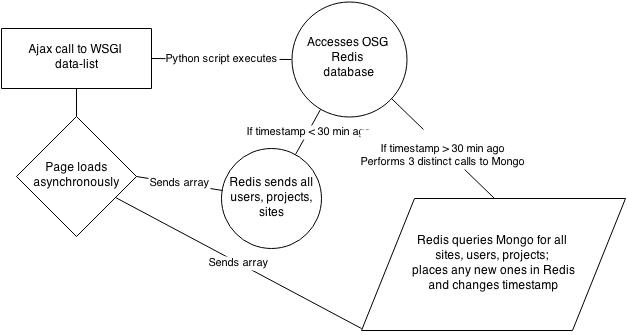 Ajax call to WSGI
data-list
Python script executes
Accesses OSG
Redis
database
If timestamp < 30 min ago
If timestamp > 30 min ago
Performs 3 distinct calls to Mongo
Page loads
asynchronously
Sends array
Redis sends all
users, projects,
sites
Sends array
Redis queries Mongo for all
sites, users, projects;
places any new ones in Redis
and changes timestamp